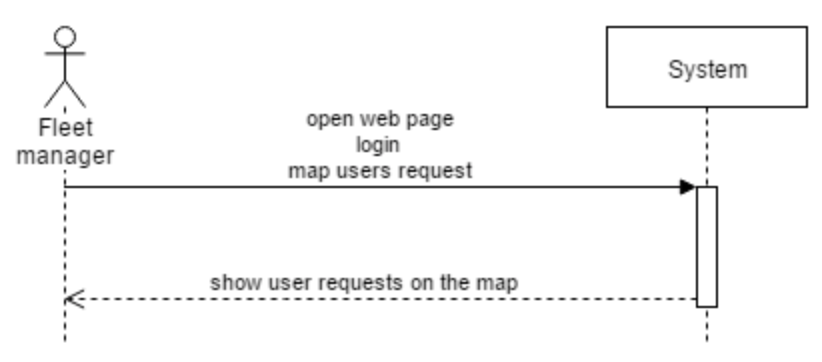 System
Fleet
manager
open web page
login
map users request
show user requests on the map